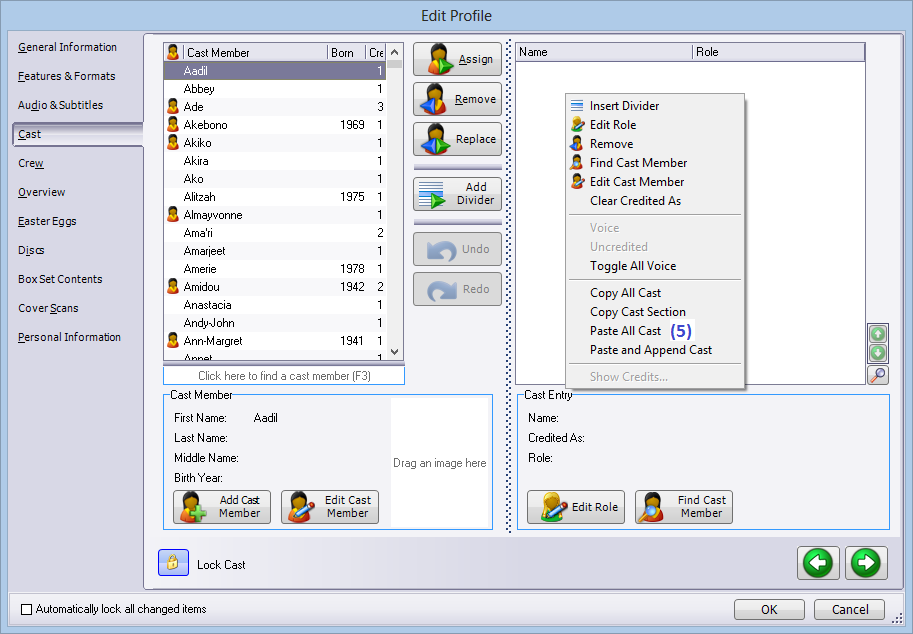 Edit Profile
General Information
Features & Formats
Audio & Subtitles
Cast
Crew
Overview
Easter Eggs
Discs
Box Set Contents
Cover Scans
Personal Information
Cast Member Born Cre
Aadil 1
Abbey 2
Ade 3
Akebono 1969 1
Akiko 1
Akira 1
Ako 1
Alitzah 1975 1
Almayvonne 1
Ama'ri 2
Amarjeet 1
Amerie 1978 1
Amidou 1942 2
Anastacia 1
Andy-John 1
Ann-Margret 1941 1
Annet 1
Click here to find a cast member (F3)
Assign
Remove
Replace
Add
Divider
Undo
Redo
Name Role
Insert Divider
Edit Role
Remove
Find Cast Member
Edit Cast Member
Clear Credited As
Voice
Uncredited
Toggle All Voice
Copy All Cast
Copy Cast Section
Paste All Cast (5)
Paste and Append Cast
Show Credits...
Cast Member
First Name: Aadil
Last Name:
Middle Name:
Birth Year:
Drag an image here
Add Cast
Member
Edit Cast
Member
Cast Entry
Name:
Credited As:
Role:
Edit Role
Find Cast
Member
Lock Cast
Automatically lock all changed items
OK
Cancel